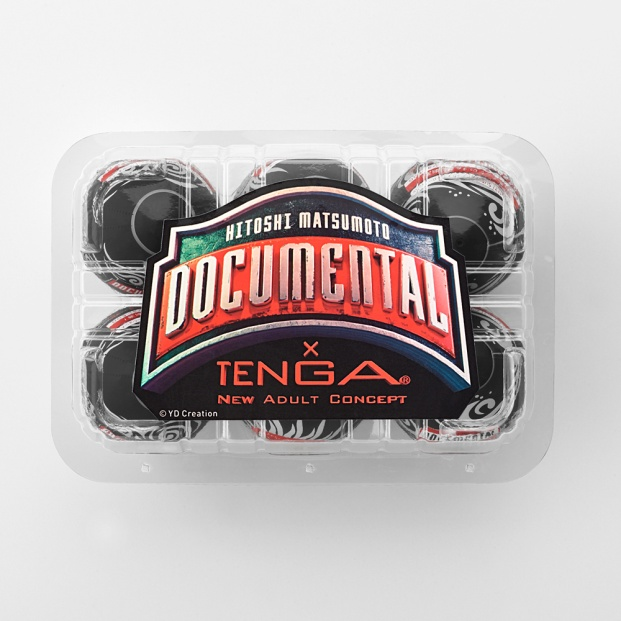 HITOSHI MATSUMOTO
DOCUMENTAL
X
TENGA®
NEW ADULT CONCEPT
© YD Creation